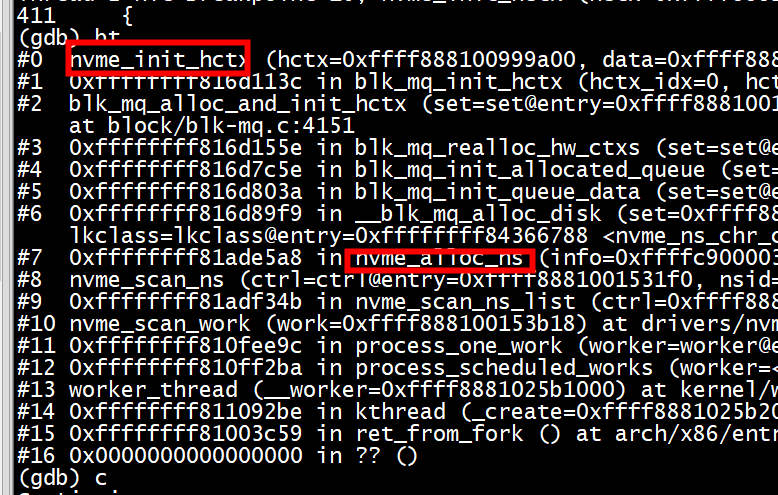 411     {
(gdb) bt
#0  nvme_init_hctx (hctx=0xffff888100999a00, data=0xffff888
#1  0xffffffff816d113c in blk_mq_init_hctx (hctx_idx=0, hct
#2  blk_mq_alloc_and_init_hctx (set=set@entry=0xffff8881001
    at block/blk-mq.c:4151
#3  0xffffffff816d155e in blk_mq_realloc_hw_ctxs (set=set@e
#4  0xffffffff816d7c5e in blk_mq_init_allocated_queue (set=
#5  0xffffffff816d803a in blk_mq_init_queue_data (set=set@e
#6  0xffffffff816d89f9 in __blk_mq_alloc_disk (set=0xffff88
    lkclass=lkclass@entry=0xffffffff84366788 <nvme_ns_chr_
#7  0xffffffff81ade5a8 in nvme_alloc_ns (info=0xffffc900003
#8  nvme_scan_ns (ctrl=ctrl@entry=0xffff8881001531f0, nsid=
#9  0xffffffff81adf34b in nvme_scan_ns_list (ctrl=0xffff888
#10 nvme_scan_work (work=0xffff888100153b18) at drivers/nvm
#11 0xffffffff810fee9c in process_one_work (worker=worker@e
#12 0xffffffff810ff2ba in process_scheduled_works (worker=<
#13 worker_thread (__worker=0xffff8881025b1000) at kernel/w
#14 0xffffffff811092be in kthread (_create=0xffff8881025b20
#15 0xffffffff81003c59 in ret_from_fork () at arch/x86/entr
#16 0x0000000000000000 in ?? ()
(gdb) c